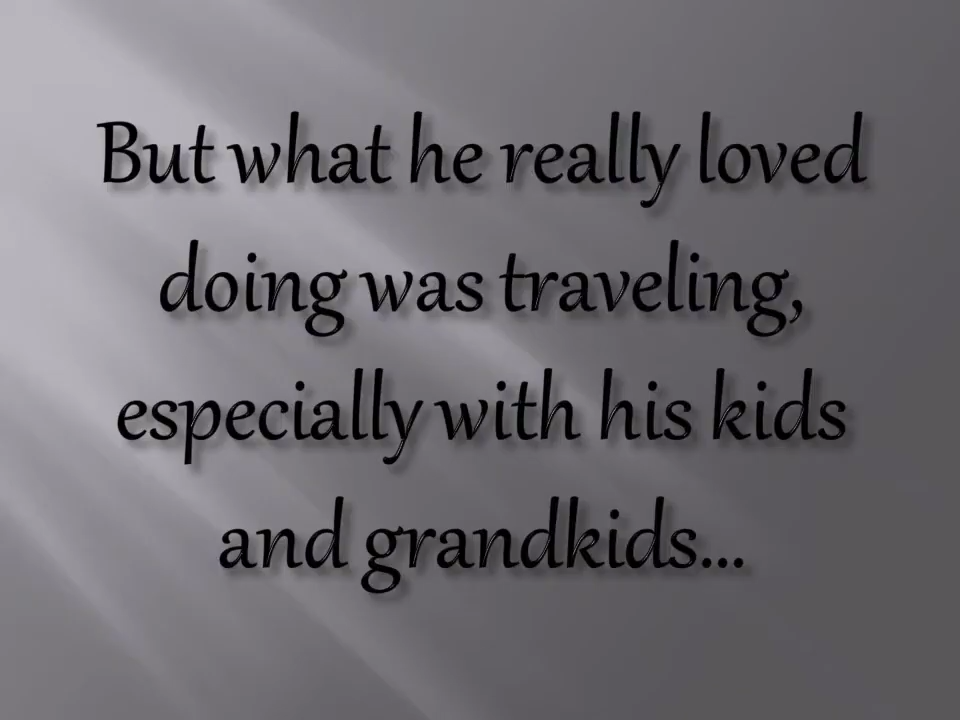 But what he really loved
doing was traveling,
especially with his kids
and grandkids...